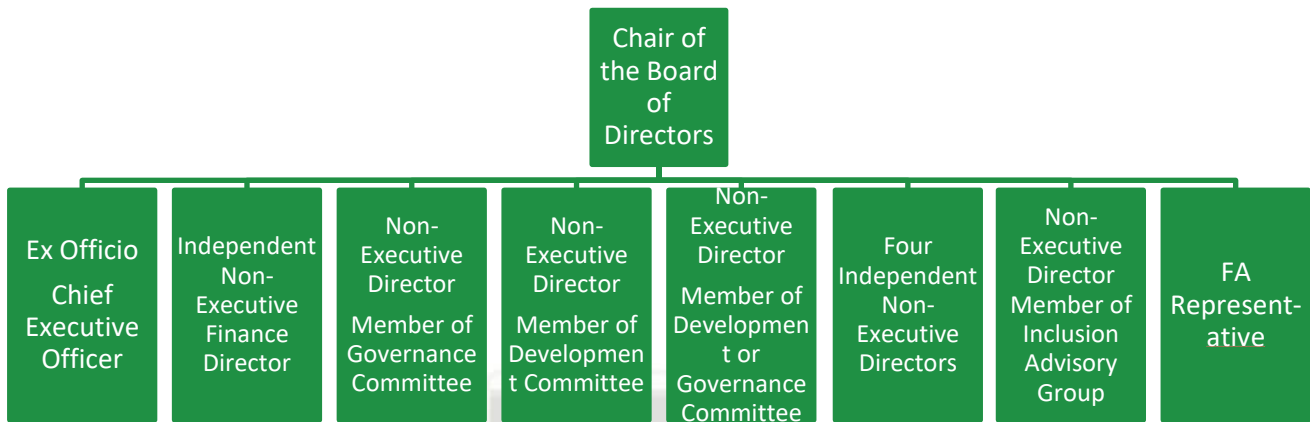 Chair of
the Board
of
Directors
Ex Officio
Chief
Executive
Officer
Independent
Non-
Executive
Finance
Director
Non-
Executive
Director
Member of
Governance
Committee
Non-
Executive
Director
Member of
Developmen
t Committee
Non-
Executive
Director
Member of
Developmen
t or
Governance
Committee
Four
Independent
Non-
Executive
Directors
Non-
Executive
Director
Member of
Inclusion
Advisory
Group
FA
Represent-
ative